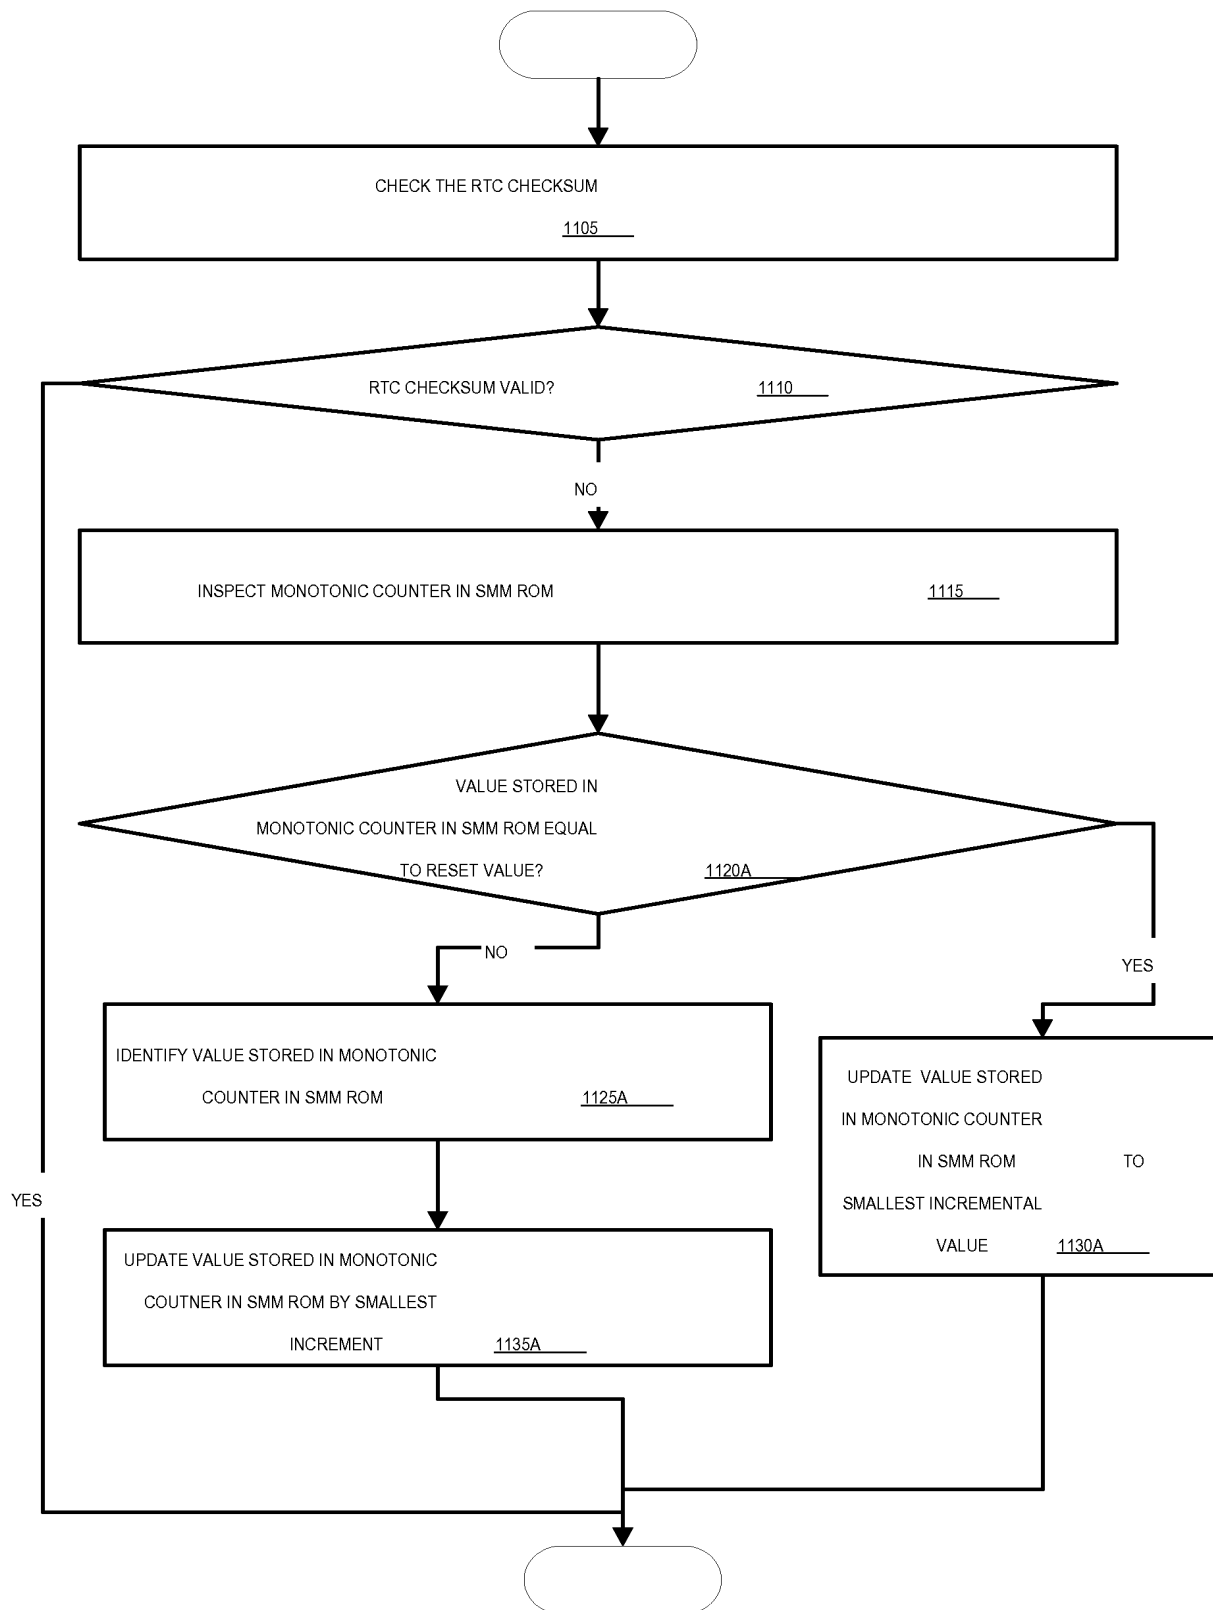 CHECK THE RTC CHECKSUM
1105
RTC CHECKSUM VALID? 1110
NO
INSPECT MONOTONIC COUNTER IN SMM ROM 1115
VALUE STORED IN
MONOTONIC COUNTER IN SMM ROM EQUAL
TO RESET VALUE? 1120A
NO
YES
IDENTIFY VALUE STORED IN MONOTONIC
COUNTER IN SMM ROM 1125A
UPDATE VALUE STORED
IN MONOTONIC COUNTER
IN SMM ROM TO
SMALLEST INCREMENTAL
VALUE 1130A
YES
UPDATE VALUE STORED IN MONOTONIC
COUTNER IN SMM ROM BY SMALLEST
INCREMENT 1135A